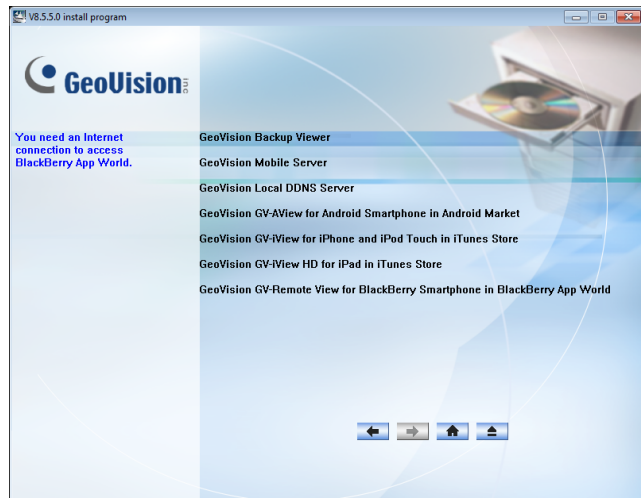 V8.5.5.0 install program
GeoVision inc
You need an Internet
connection to access
BlackBerry App World.
GeoVision Backup Viewer
GeoVision Mobile Server
GeoVision Local DDNS Server
GeoVision GV-AView for Android Smartphone in Android Market
GeoVision GV-iView for iPhone and iPod Touch in iTunes Store
GeoVision GV-iView HD for iPad in iTunes Store
GeoVision GV-Remote View for BlackBerry Smartphone in BlackBerry App World